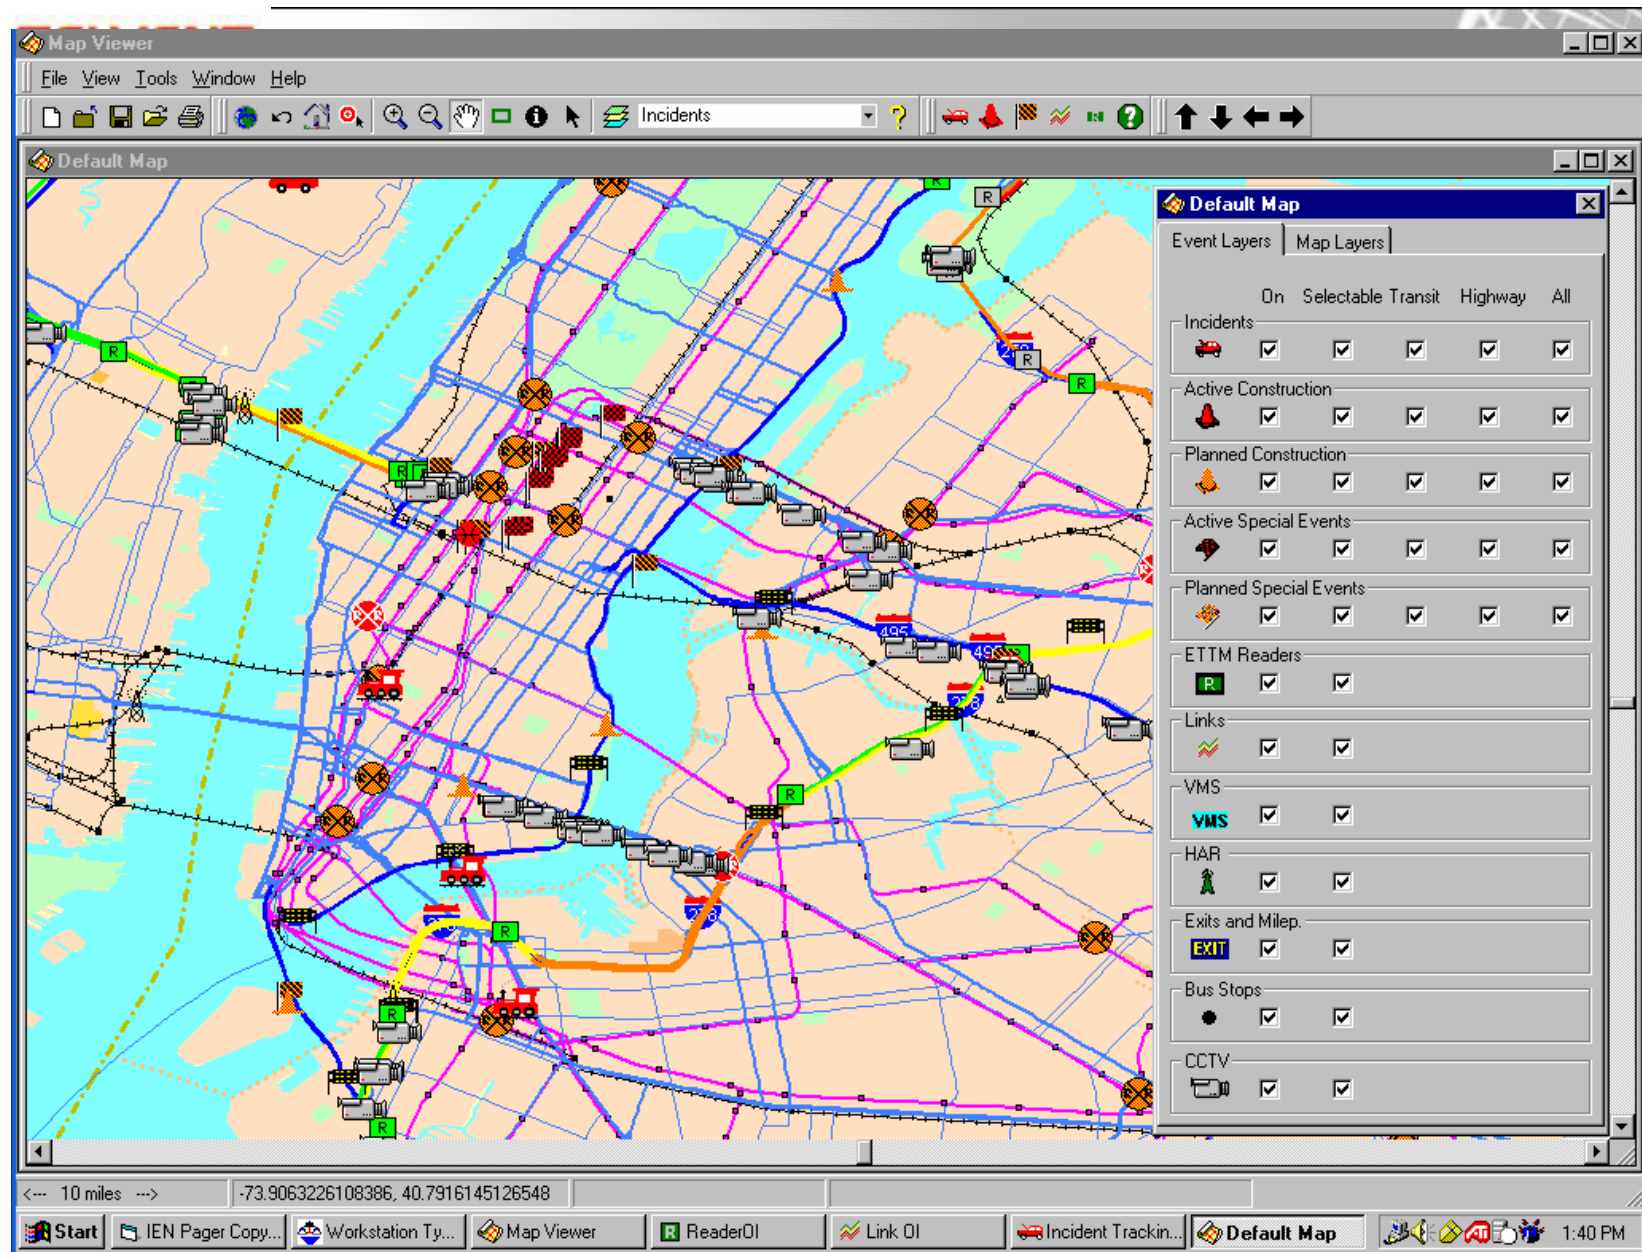 Map Viewer
File View Tools Window Help
Incidents
Default Map
Default Map
Event Layers Map Layers
On Selectable Transit Highway All
Incidents
Active Construction
Planned Construction
Active Special Events
Planned Special Events
ETTM Readers
R
Links
VMS
VMS
HAR
Exits and Milep.
EXIT
Bus Stops
CCTV
R
R
R
R
R
R
495
R
R
R
R
<--- 10 miles --->
-73.9063226108386, 40.7916145126548
Start
IEN Pager Copy...
Workstation Ty...
Map Viewer
ReaderOI
Link OI
Incident Trackin...
Default Map
1:40 PM